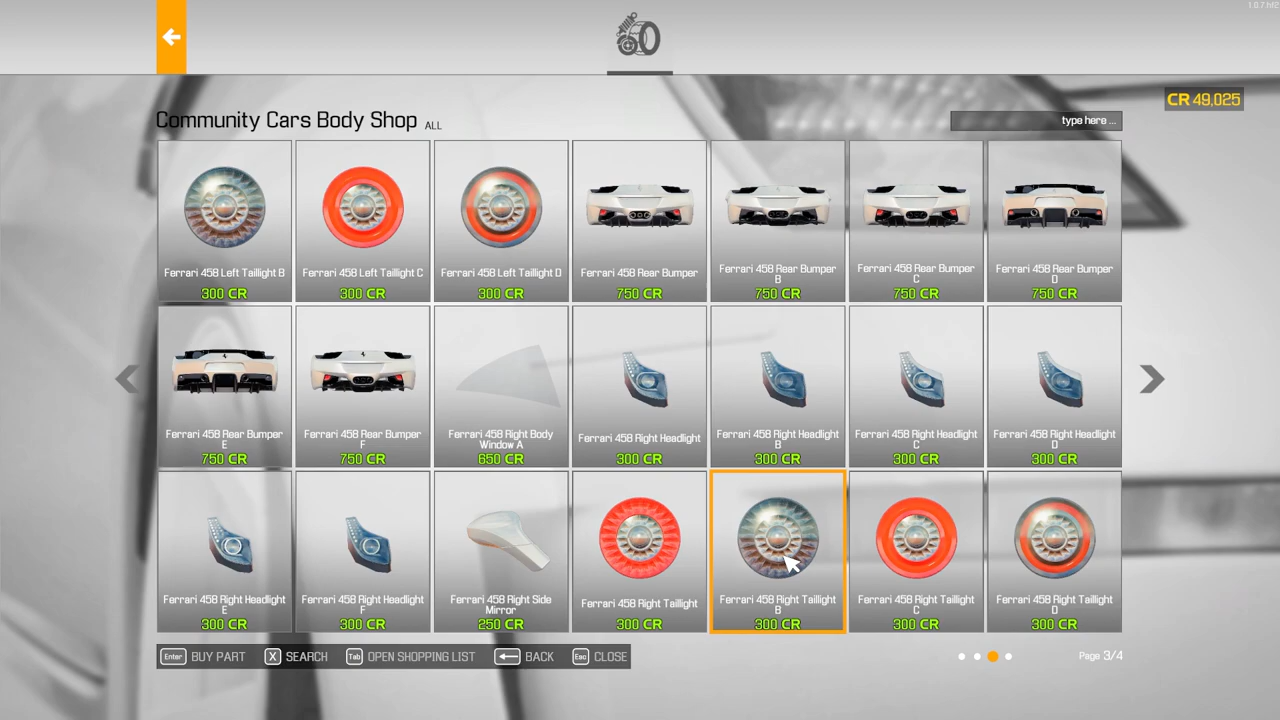 1.0.7.hf2
CR 49,025
Community Cars Body Shop ALL
type here ...
Ferrari 458 Left Taillight B
300 CR
Ferrari 458 Left Taillight C
300 CR
Ferrari 458 Left Taillight D
300 CR
Ferrari 458 Rear Bumper
750 CR
Ferrari 458 Rear Bumper
B
750 CR
Ferrari 458 Rear Bumper
C
750 CR
Ferrari 458 Rear Bumper
D
750 CR
Ferrari 458 Rear Bumper
E
750 CR
Ferrari 458 Rear Bumper
F
750 CR
Ferrari 458 Right Body
Window A
650 CR
Ferrari 458 Right Headlight
300 CR
Ferrari 458 Right Headlight
B
300 CR
Ferrari 458 Right Headlight
C
300 CR
Ferrari 458 Right Headlight
D
300 CR
Ferrari 458 Right Headlight
E
300 CR
Ferrari 458 Right Headlight
F
300 CR
Ferrari 458 Right Side
Mirror
250 CR
Ferrari 458 Right Taillight
300 CR
Ferrari 458 Right Taillight
B
300 CR
Ferrari 458 Right Taillight
C
300 CR
Ferrari 458 Right Taillight
D
300 CR
Enter BUY PART X SEARCH Tab OPEN SHOPPING LIST BACK Esc CLOSE
Page 3/4